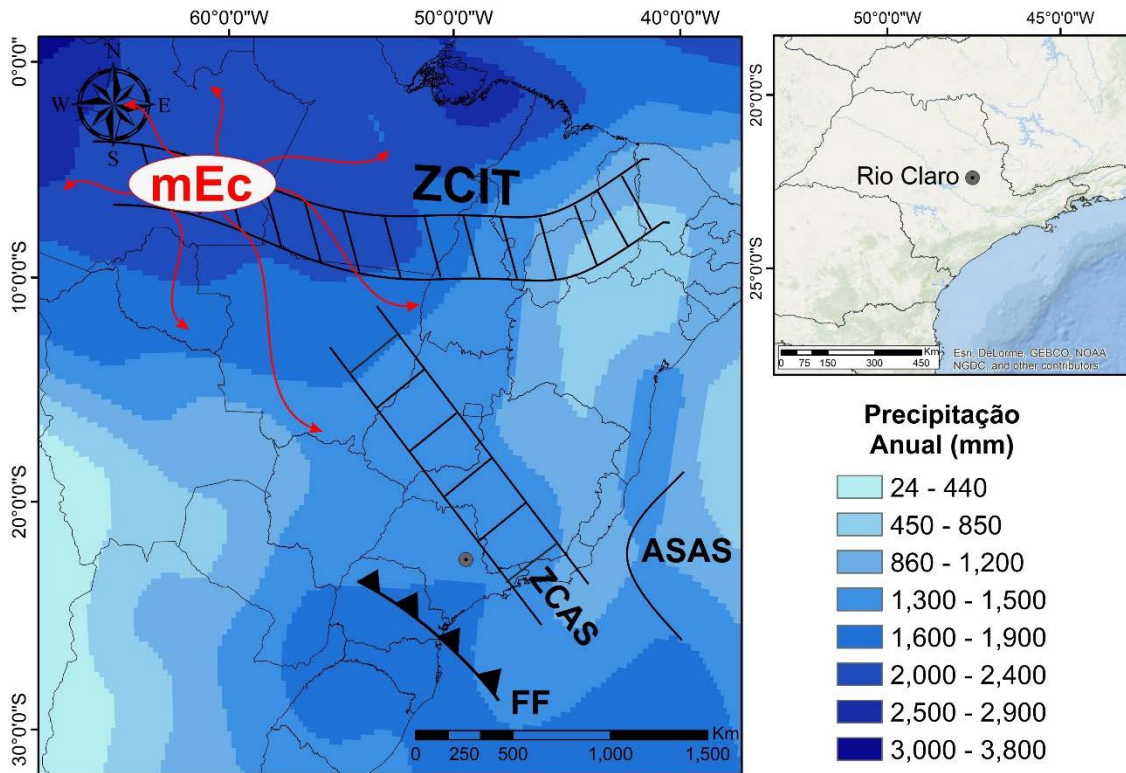 60°0'0"W
50°0'0"W
40°0'0"W
0°0'0"
10°0'0"S
20°0'0"S
30°0'0"S
N
W
E
S
mEc
ZCIT
ZCAS
ASAS
FF
Km
0 250 500 1,000 1,500
50°0'0"W
45°0'0"W
20°0'0"S
25°0'0"S
Rio Claro
Km
0 75 150 300 450
Esri, DeLorme, GEBCO, NOAA
NGDC, and other contributors
Precipitação
Anual (mm)
24 - 440
450 - 850
860 - 1,200
1,300 - 1,500
1,600 - 1,900
2,000 - 2,400
2,500 - 2,900
3,000 - 3,800